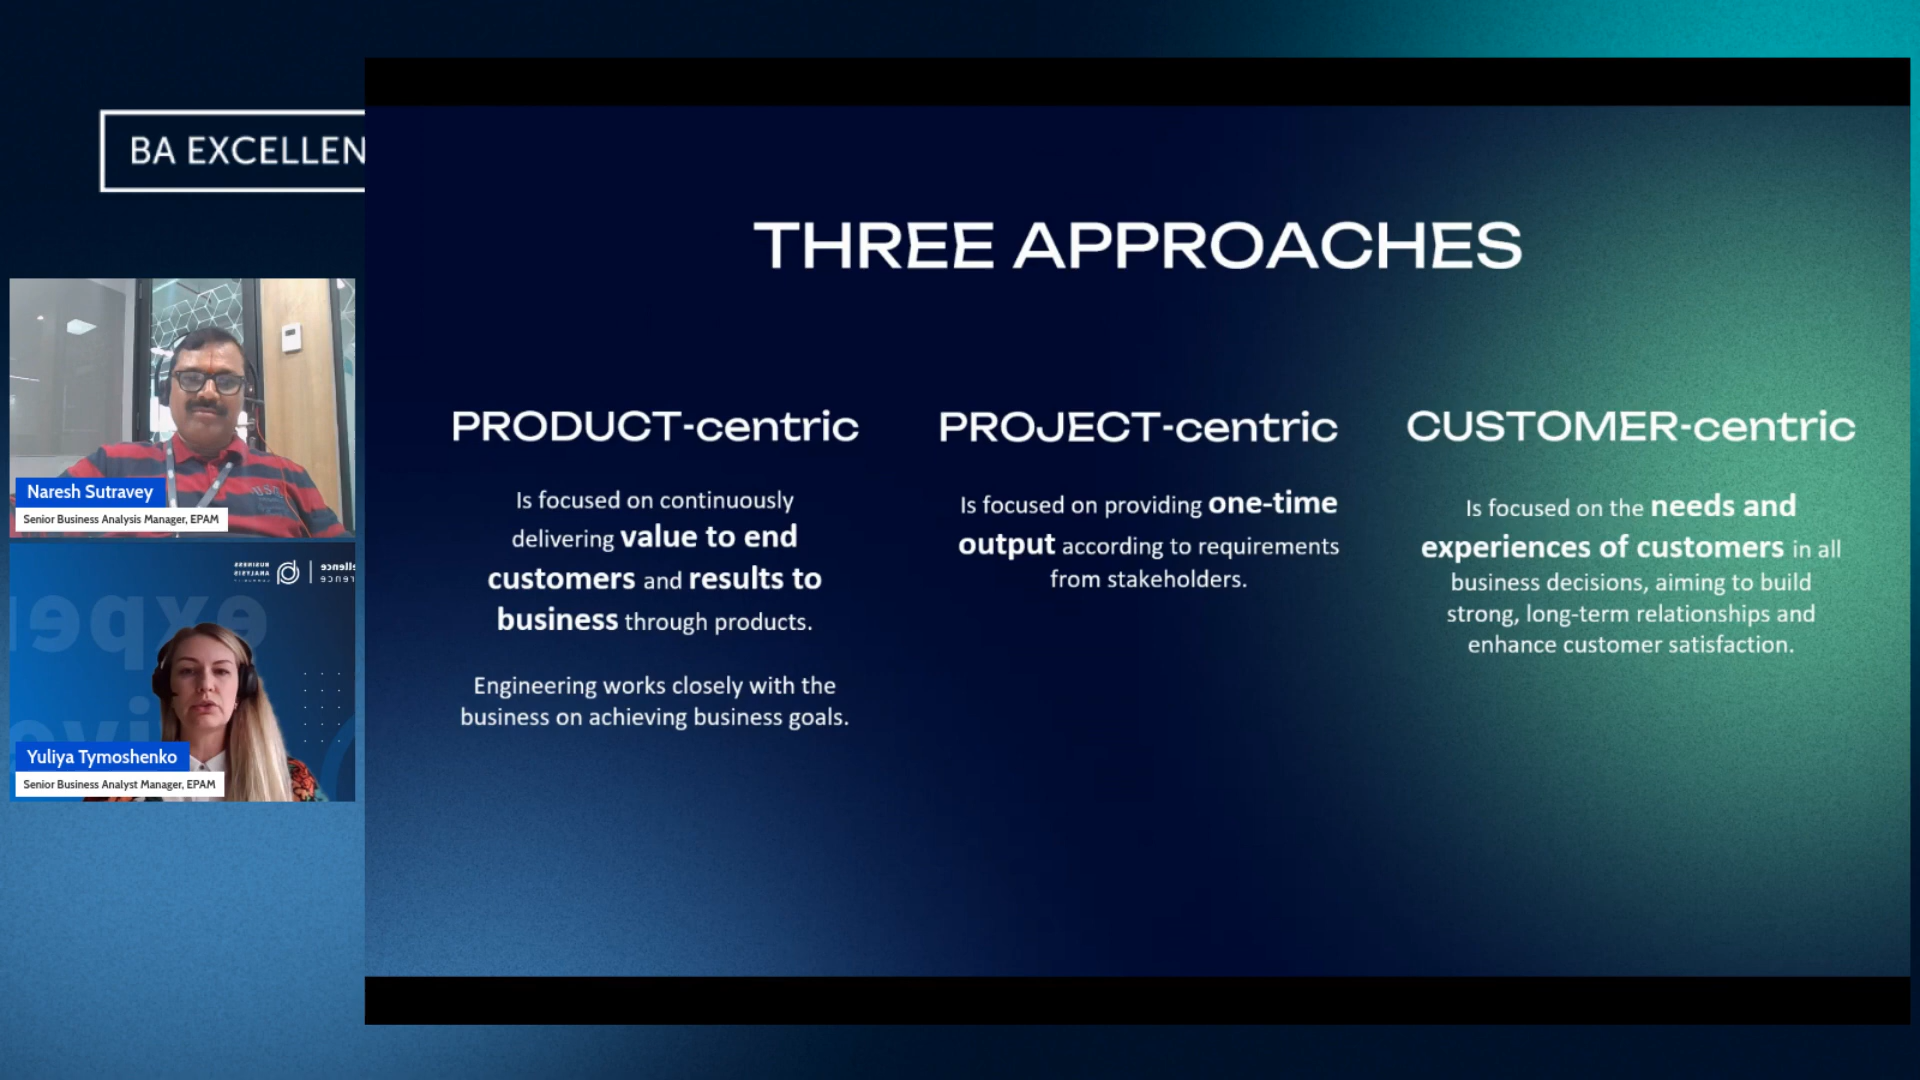 BA EXCELLEN
THREE APPROACHES
PRODUCT-centric
Is focused on continuously
delivering value to end
customers and results to
business through products.
Engineering works closely with the
business on achieving business goals.
PROJECT-centric
Is focused on providing one-time
output according to requirements
from stakeholders.
CUSTOMER-centric
Is focused on the needs and
experiences of customers in all
business decisions, aiming to build
strong, long-term relationships and
enhance customer satisfaction.
Naresh Sutravey
Senior Business Analysis Manager, EPAM
BUSINESS
ANALYSIS
Yuliya Tymoshenko
Senior Business Analyst Manager, EPAM